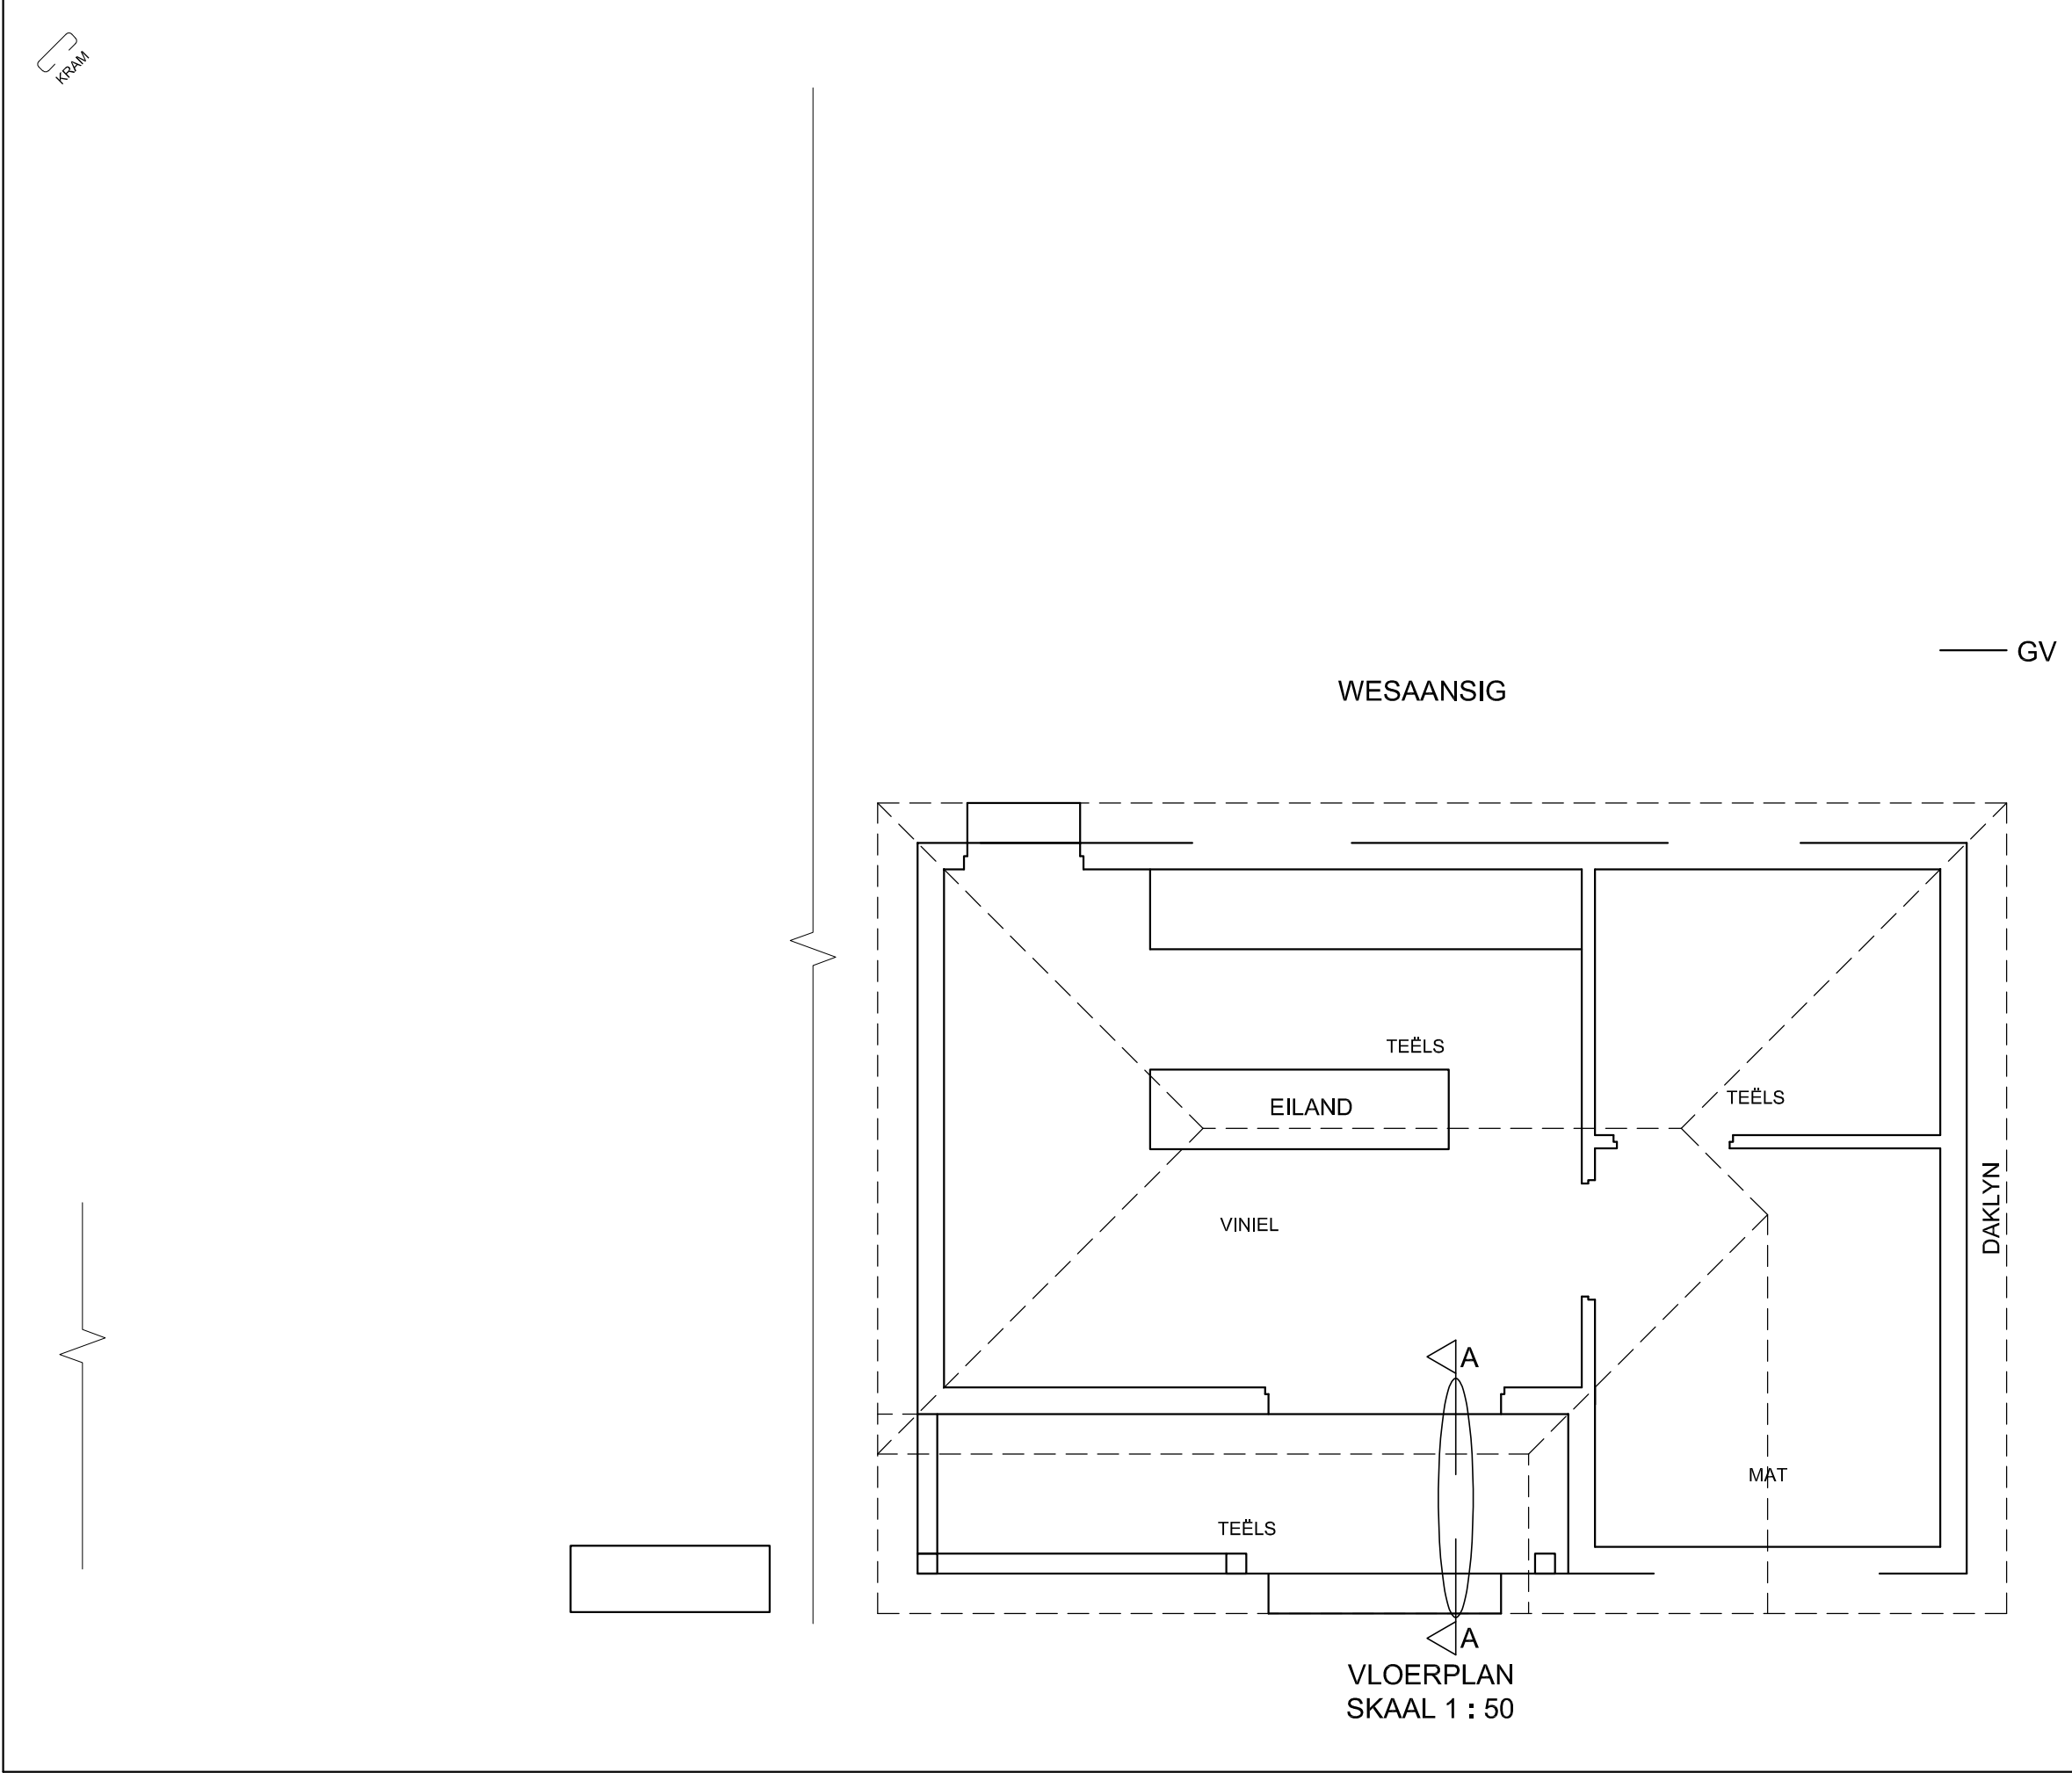 KRAM
GV
WESAANSIG
TEËLS
EILAND
TEËLS
DAKLYN
VINIEL
A
MAT
TEËLS
A
VLOERPLAN
SKAAL 1 : 50